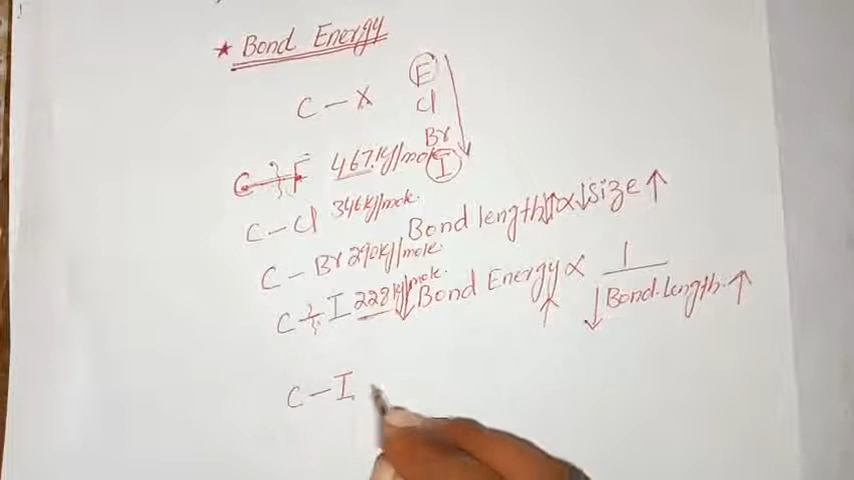 ★ Bond Energy
C - X
F
Cl
Br
I
C - F 467 kJ/mole
C - Cl 346 kJ/mole.
Bond length ↓↑ ∝ ↓ Size ↑
C - Br 290 kJ/mole.
C - I 228 kJ/mole.
↓ Bond Energy ↑ ∝ 1 / ↓ Bond. Length. ↑
C - I